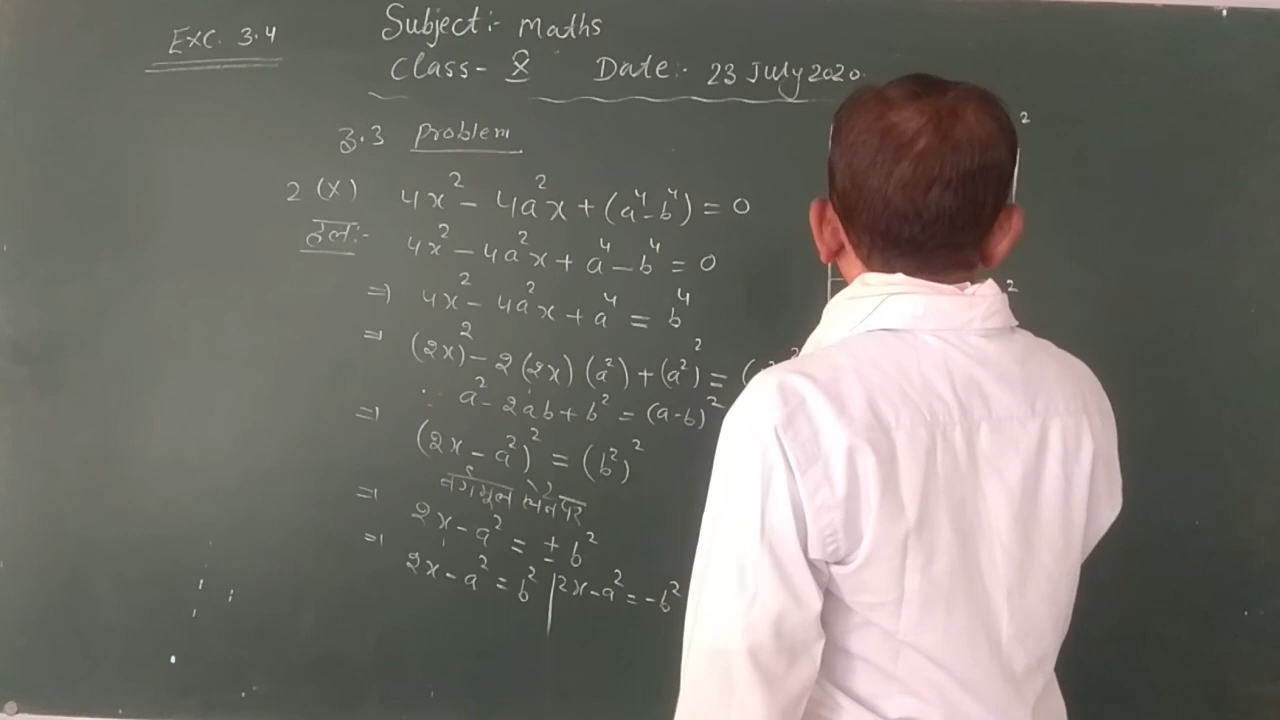 Exc. 3.4
Subject:- Maths
Class- X Date:- 23 July 2020
3.3 Problem
2 (x) 4x² - 4a²x + (a⁴-b⁴) = 0
हल:- 4x² - 4a²x + a⁴ - b⁴ = 0
⇒ 4x² - 4a²x + a⁴ = b⁴
⇒ (2x)² - 2(2x)(a²) + (a²)² = (
∵ a² - 2ab + b² = (a-b)²
⇒ (2x - a²)² = (b²)²
वर्गमूल लेने पर
⇒ 2x - a² = ± b²
⇒ 2x - a² = b² | 2x - a² = -b²
2
2